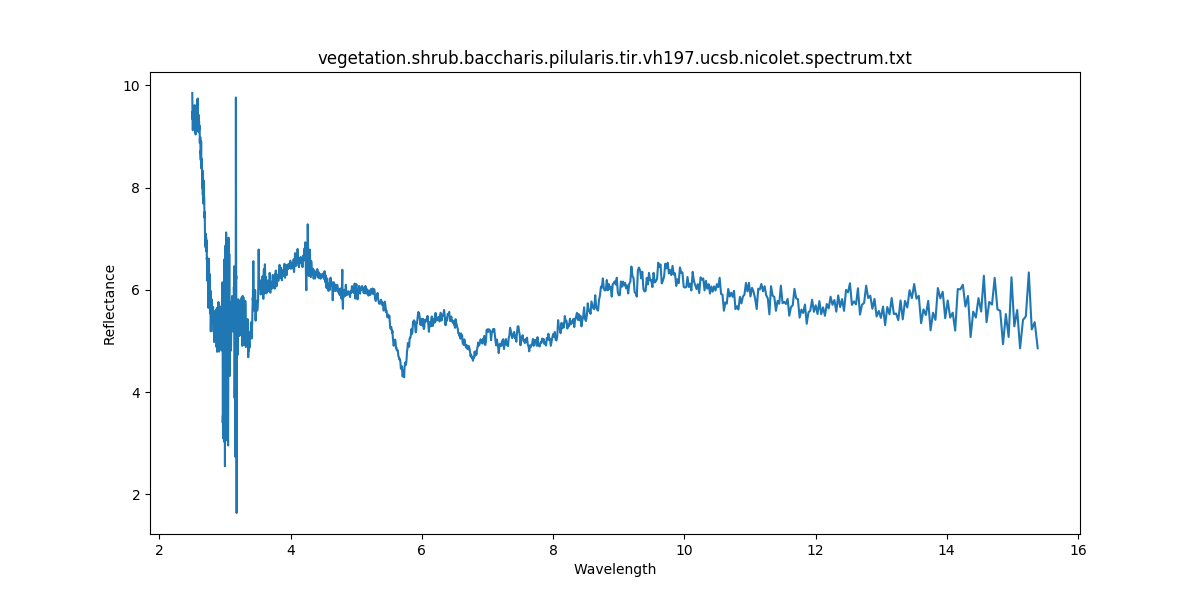 vegetation.shrub.baccharis.pilularis.tir.vh197.ucsb.nicolet.spectrum.txt
10
8
6
4
2
Reflectance
2 4 6 8 10 12 14 16
Wavelength